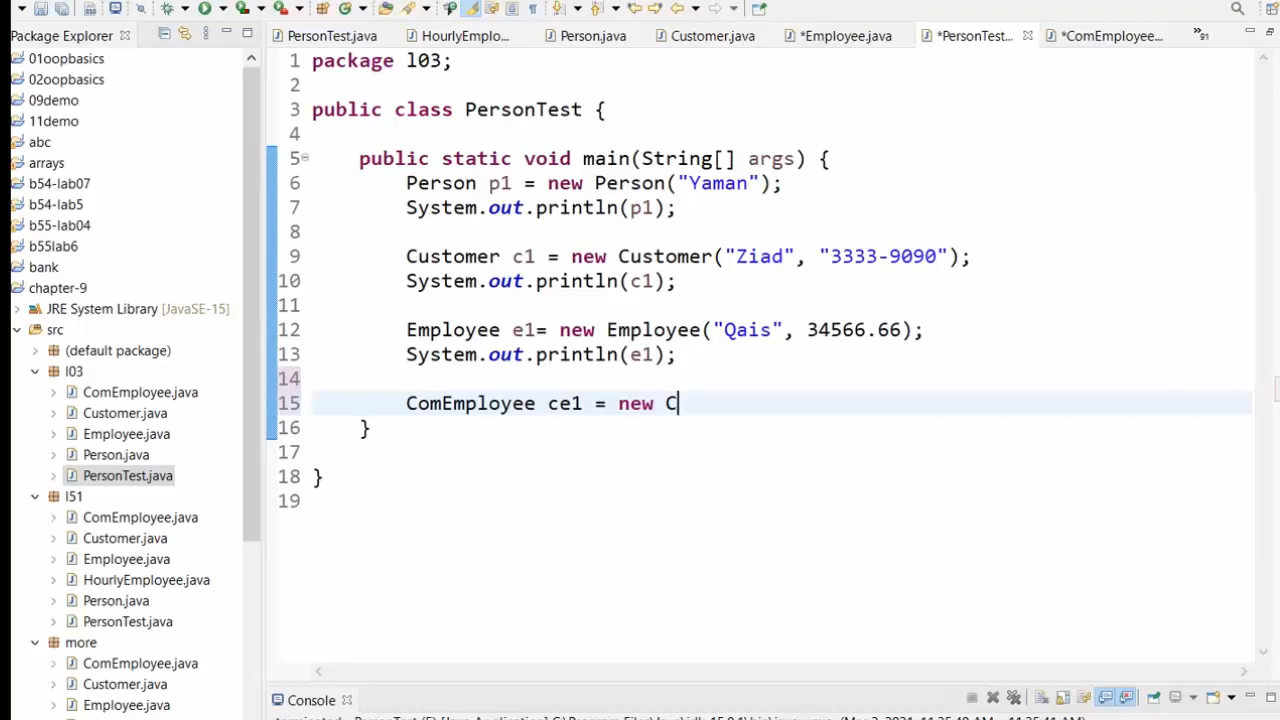 Package Explorer
PersonTest.java
HourlyEmplo...
Person.java
Customer.java
*Employee.java
*PersonTest...
*ComEmployee...
»91
01oopbasics
02oopbasics
09demo
11demo
abc
arrays
b54-lab07
b54-lab5
b55-lab04
b55lab6
bank
chapter-9
JRE System Library [JavaSE-15]
src
(default package)
l03
ComEmployee.java
Customer.java
Employee.java
Person.java
PersonTest.java
l51
ComEmployee.java
Customer.java
Employee.java
HourlyEmployee.java
Person.java
PersonTest.java
more
ComEmployee.java
Customer.java
Employee.java
1 package l03;
2
3 public class PersonTest {
4
5 public static void main(String[] args) {
6 Person p1 = new Person("Yaman");
7 System.out.println(p1);
8
9 Customer c1 = new Customer("Ziad", "3333-9090");
10 System.out.println(c1);
11
12 Employee e1= new Employee("Qais", 34566.66);
13 System.out.println(e1);
14
15 ComEmployee ce1 = new C
16 }
17
18 }
19
Console